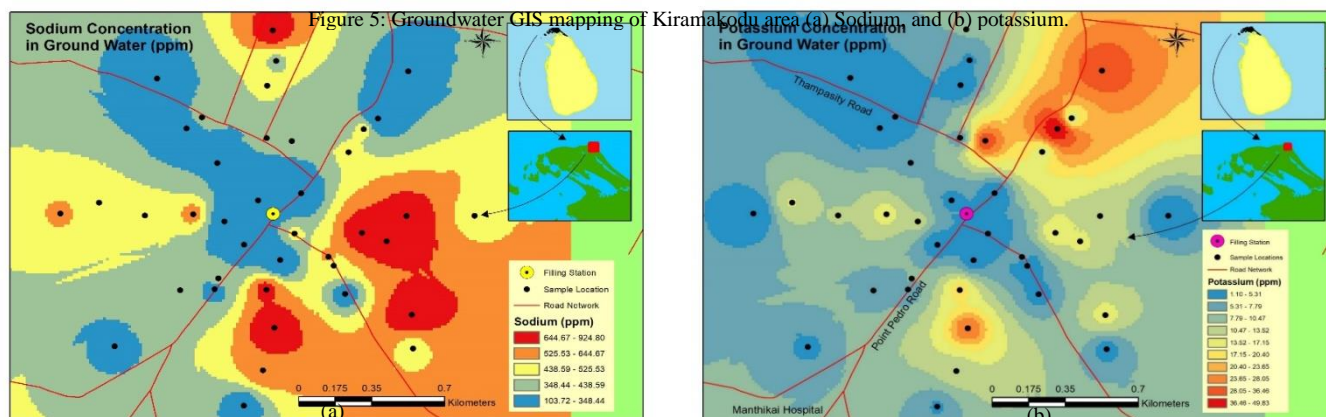 Figure 5: Groundwater GIS mapping of Kiramakodu area (a) Sodium, and (b) potassium.
Sodium Concentration
in Ground Water (ppm)
Filling Station
Sample Location
Road Network
Sodium (ppm)
644.67 - 924.80
525.53 - 644.67
438.59 - 525.53
348.44 - 438.59
103.72 - 348.44
0 0.175 0.35 0.7
Kilometers
(a)
Potassium Concentration
in Ground Water (ppm)
Thampasity Road
Point Pedro Road
Manthikai Hospital
Filling Station
Sample Locations
Road Network
Potassium (ppm)
1.10 - 5.31
5.31 - 7.79
7.79 - 10.47
10.47 - 13.52
13.52 - 17.15
17.15 - 20.40
20.40 - 23.65
23.65 - 28.05
28.05 - 36.46
36.46 - 49.83
0 0.175 0.35 0.7
Kilometers
(b)